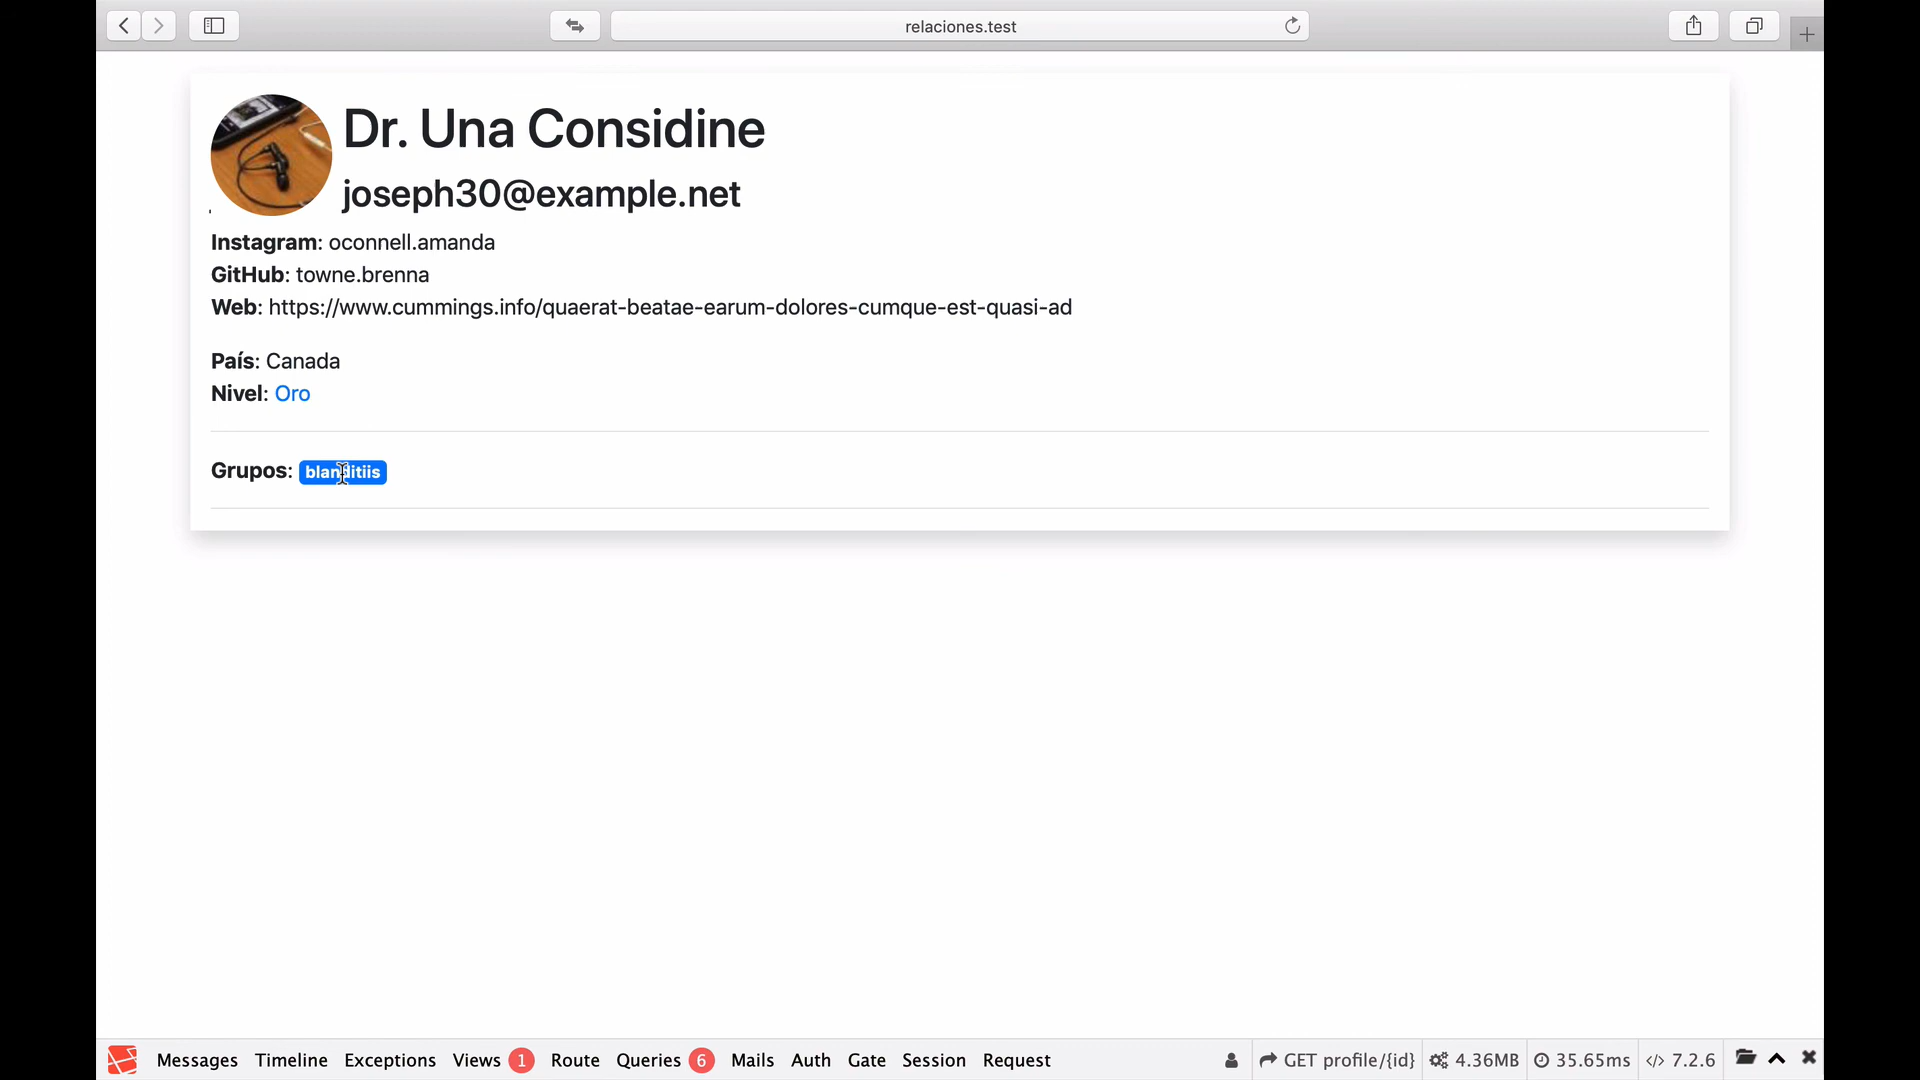 relaciones.test
Dr. Una Considine
joseph30@example.net
Instagram: oconnell.amanda
GitHub: towne.brenna
Web: https://www.cummings.info/quaerat-beatae-earum-dolores-cumque-est-quasi-ad
País: Canada
Nivel: Oro
Grupos: blanditiis
Messages Timeline Exceptions Views 1 Route Queries 6 Mails Auth Gate Session Request GET profile/{id} 4.36MB 35.65ms 7.2.6